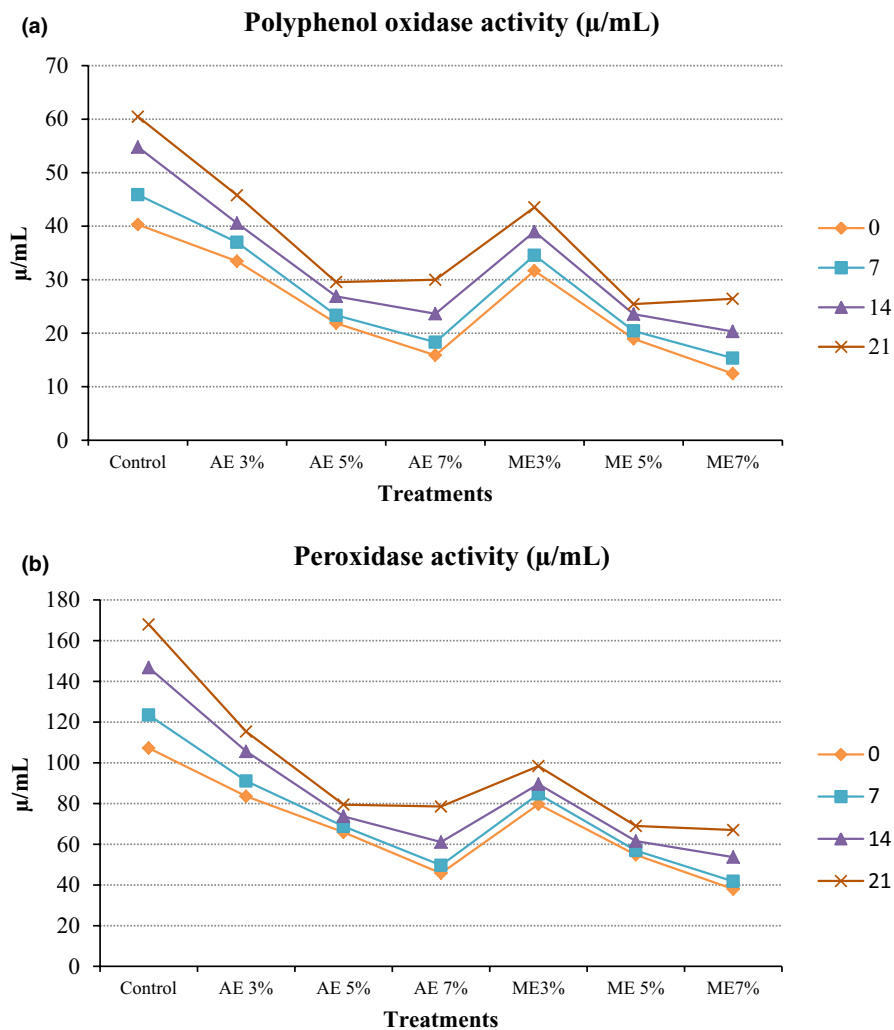 (a)
Polyphenol oxidase activity (µ/mL)
70
60
50
40
30
20
10
0
µ/mL
Control AE 3% AE 5% AE 7% ME3% ME 5% ME7%
Treatments
0
7
14
21
(b)
Peroxidase activity (µ/mL)
180
160
140
120
100
80
60
40
20
0
µ/mL
Control AE 3% AE 5% AE 7% ME3% ME 5% ME7%
Treatments
0
7
14
21